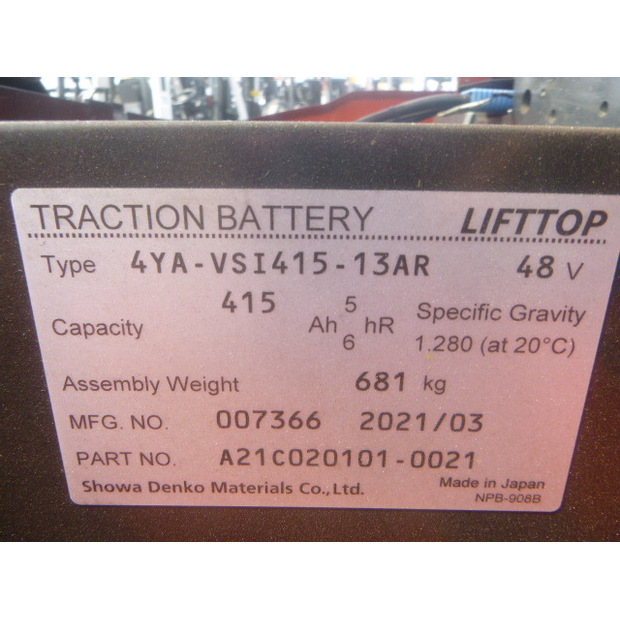 TRACTION BATTERY LIFTTOP
Type 4YA-VSI415-13AR 48 V
Capacity 415 Ah 5 6 hR Specific Gravity
1.280 (at 20°C)
Assembly Weight 681 kg
MFG. NO. 007366 2021/03
PART NO. A21C020101-0021
Showa Denko Materials Co.,Ltd. Made in Japan
NPB-908B